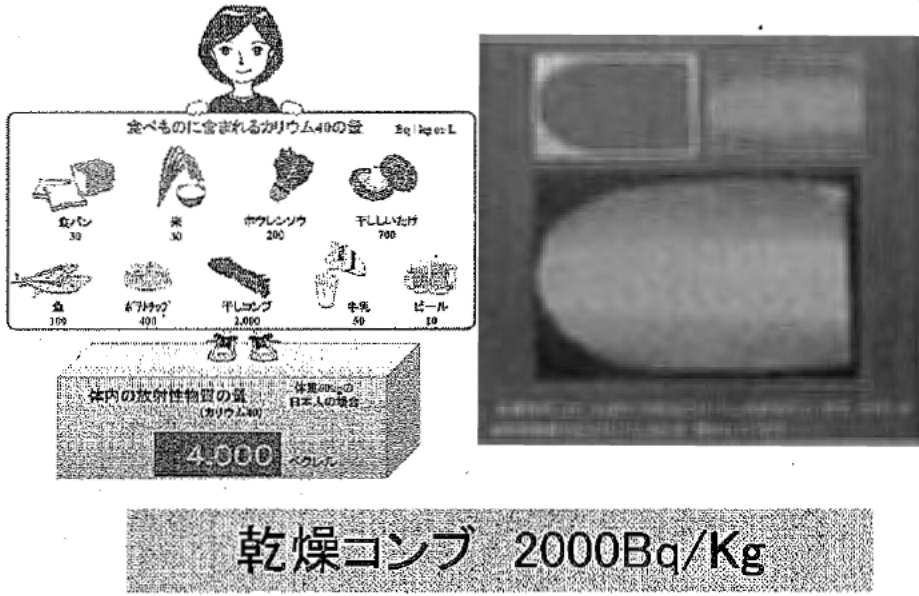 食べものに含まれるカリウム40の量 Bq/kg or L
食パン
30
米
30
ホウレンソウ
200
干ししいたけ
700
魚
100
ポテトチップ
400
干しコンブ
2,000
牛乳
50
ビール
10
体内の放射性物質の量
(カリウム40)
体重60kgの
日本人の場合
4,000
ベクレル
乾燥コンブ 2000Bq/Kg